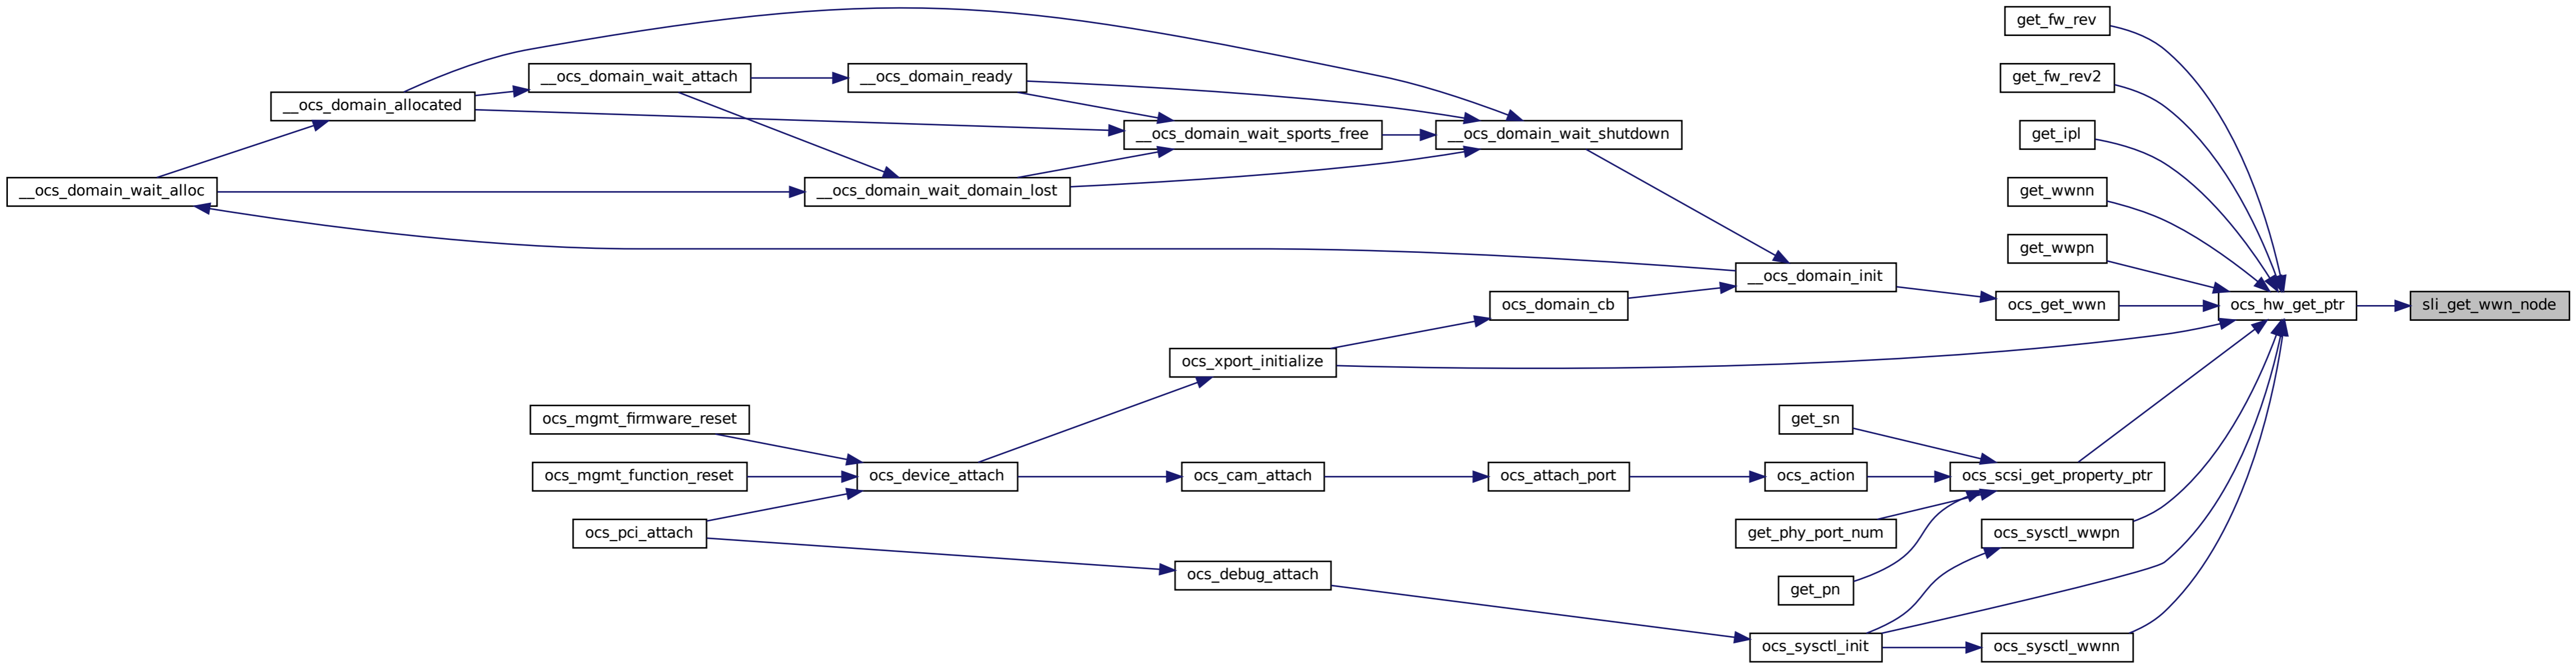 get_fw_rev
__ocs_domain_wait_attach
__ocs_domain_ready
get_fw_rev2
__ocs_domain_allocated
__ocs_domain_wait_sports_free
__ocs_domain_wait_shutdown
get_ipl
__ocs_domain_wait_alloc
__ocs_domain_wait_domain_lost
get_wwnn
get_wwpn
__ocs_domain_init
ocs_domain_cb
ocs_get_wwn
ocs_hw_get_ptr
sli_get_wwn_node
ocs_xport_initialize
ocs_mgmt_firmware_reset
get_sn
ocs_mgmt_function_reset
ocs_device_attach
ocs_cam_attach
ocs_attach_port
ocs_action
ocs_scsi_get_property_ptr
ocs_pci_attach
get_phy_port_num
ocs_sysctl_wwpn
ocs_debug_attach
get_pn
ocs_sysctl_init
ocs_sysctl_wwnn